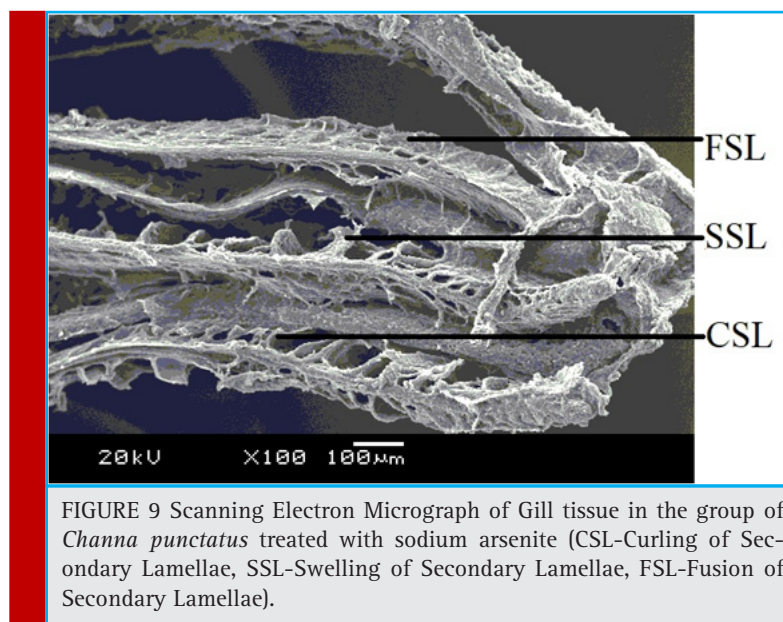 FSL
SSL
CSL
20kV X100 100µm
FIGURE 9 Scanning Electron Micrograph of Gill tissue in the group of
Channa punctatus treated with sodium arsenite (CSL-Curling of Sec-
ondary Lamellae, SSL-Swelling of Secondary Lamellae, FSL-Fusion of
Secondary Lamellae).